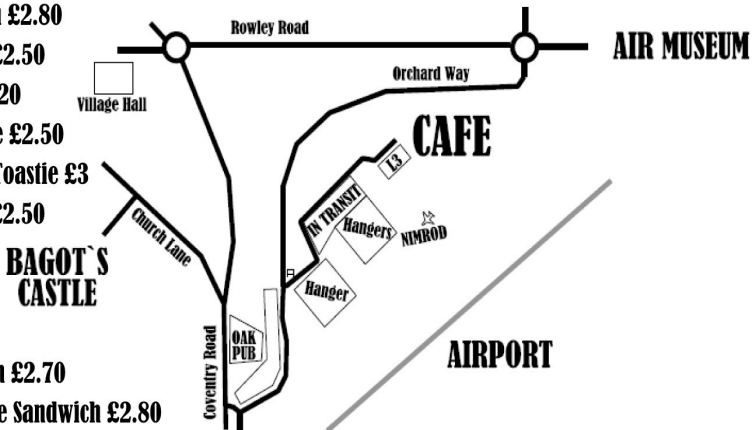 £2.80
£2.50
£2.50
Toastie £3
£2.50
£2.70
Sandwich £2.80
Rowley Road
AIR MUSEUM
Orchard Way
Village Hall
CAFE
L3
IN TRANSIT
Hangers
NIMROD
Church Lane
BAGOT`S
CASTLE
Hanger
OAK
PUB
Coventry Road
AIRPORT